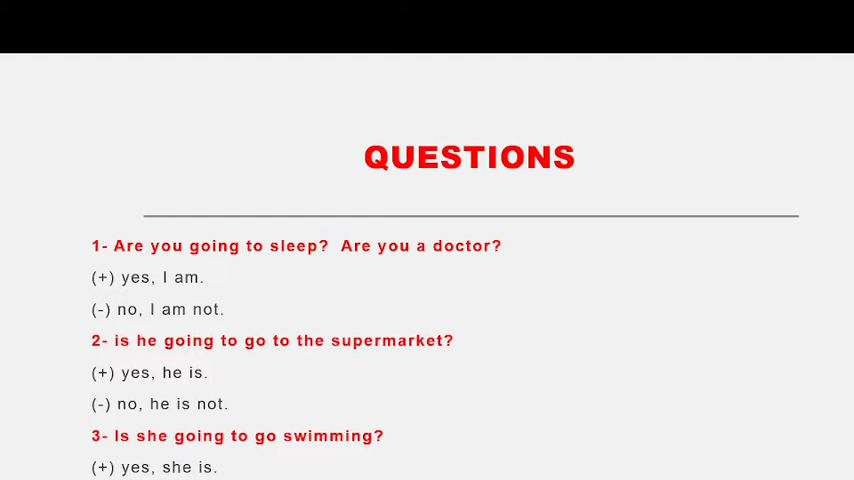 QUESTIONS
1- Are you going to sleep?  Are you a doctor?
(+) yes, I am.
(-) no, I am not.
2- is he going to go to the supermarket?
(+) yes, he is.
(-) no, he is not.
3- Is she going to go swimming?
(+) yes, she is.